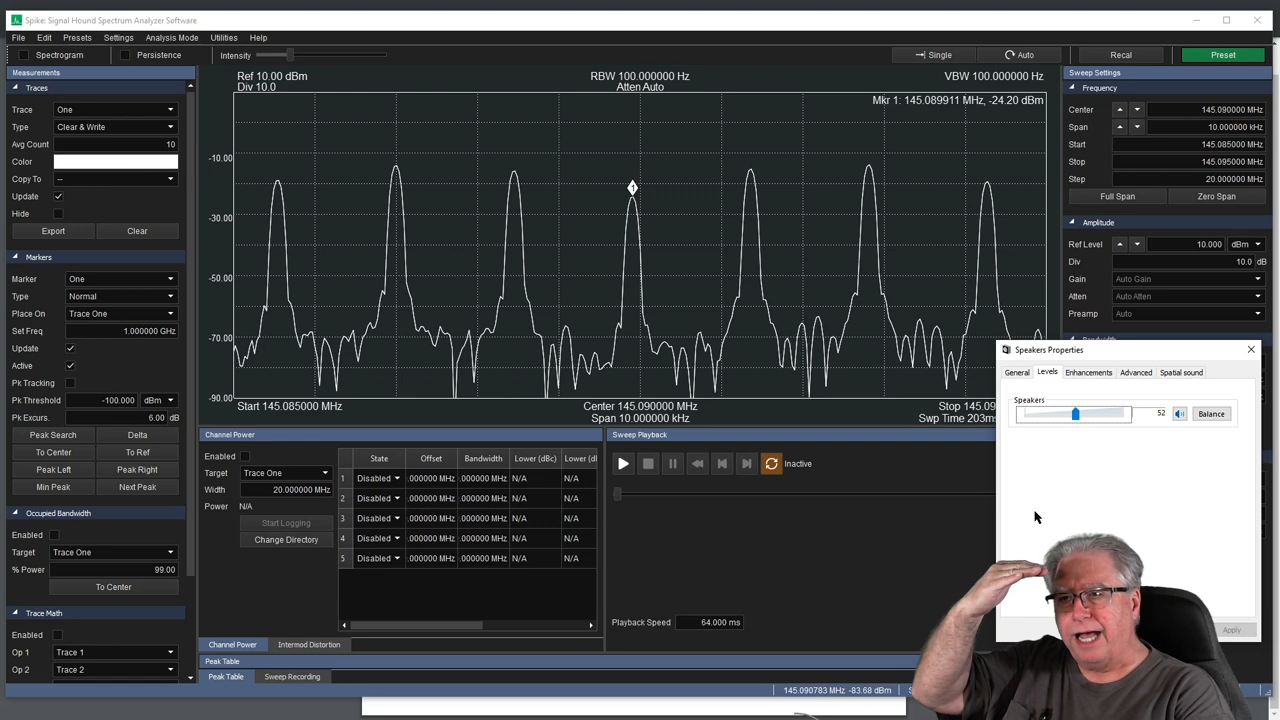 Spike: Signal Hound Spectrum Analyzer Software
File Edit Presets Settings Analysis Mode Utilities Help
Spectrogram Persistence Intensity Single Auto Recal Preset
Measurements
Traces
Trace One
Type Clear & Write
Avg Count 10
Color
Copy To --
Update
Hide
Export Clear
Markers
Marker One
Type Normal
Place On Trace One
Set Freq 1.000000 GHz
Update
Active
Pk Tracking
Pk Threshold -100.000 dBm
Pk Excurs. 6.00 dB
Peak Search Delta
To Center To Ref
Peak Left Peak Right
Min Peak Next Peak
Occupied Bandwidth
Enabled
Target Trace One
% Power 99.00
To Center
Trace Math
Enabled
Op 1 Trace 1
Op 2 Trace 2
Ref 10.00 dBm RBW 100.000000 Hz VBW 100.000000 Hz
Div 10.0 Atten Auto
Mkr 1: 145.089911 MHz, -24.20 dBm
1
-10.00
-30.00
-50.00
-70.00
-90.00
Start 145.085000 MHz Center 145.090000 MHz Stop 145.09
Span 10.000000 kHz Swp Time 203ms
Channel Power
Enabled
Target Trace One
Width 20.000000 MHz
Power N/A
Start Logging
Change Directory
State Offset Bandwidth Lower (dBc) Lower (dB
1 Disabled .000000 MHz .000000 MHz N/A N/A
2 Disabled .000000 MHz .000000 MHz N/A N/A
3 Disabled .000000 MHz .000000 MHz N/A N/A
4 Disabled .000000 MHz .000000 MHz N/A N/A
5 Disabled .000000 MHz .000000 MHz N/A N/A
Channel Power Intermod Distortion
Sweep Playback
Inactive
Playback Speed 64.000 ms
Peak Table
Peak Table Sweep Recording
145.090783 MHz -83.68 dBm
Sweep Settings
Frequency
Center 145.090000 MHz
Span 10.000000 kHz
Start 145.085000 MHz
Stop 145.095000 MHz
Step 20.000000 MHz
Full Span Zero Span
Amplitude
Ref Level 10.000 dBm
Div 10.0 dB
Gain Auto Gain
Atten Auto Atten
Preamp Auto
Speakers Properties
General Levels Enhancements Advanced Spatial sound
Speakers
52 Balance
Apply